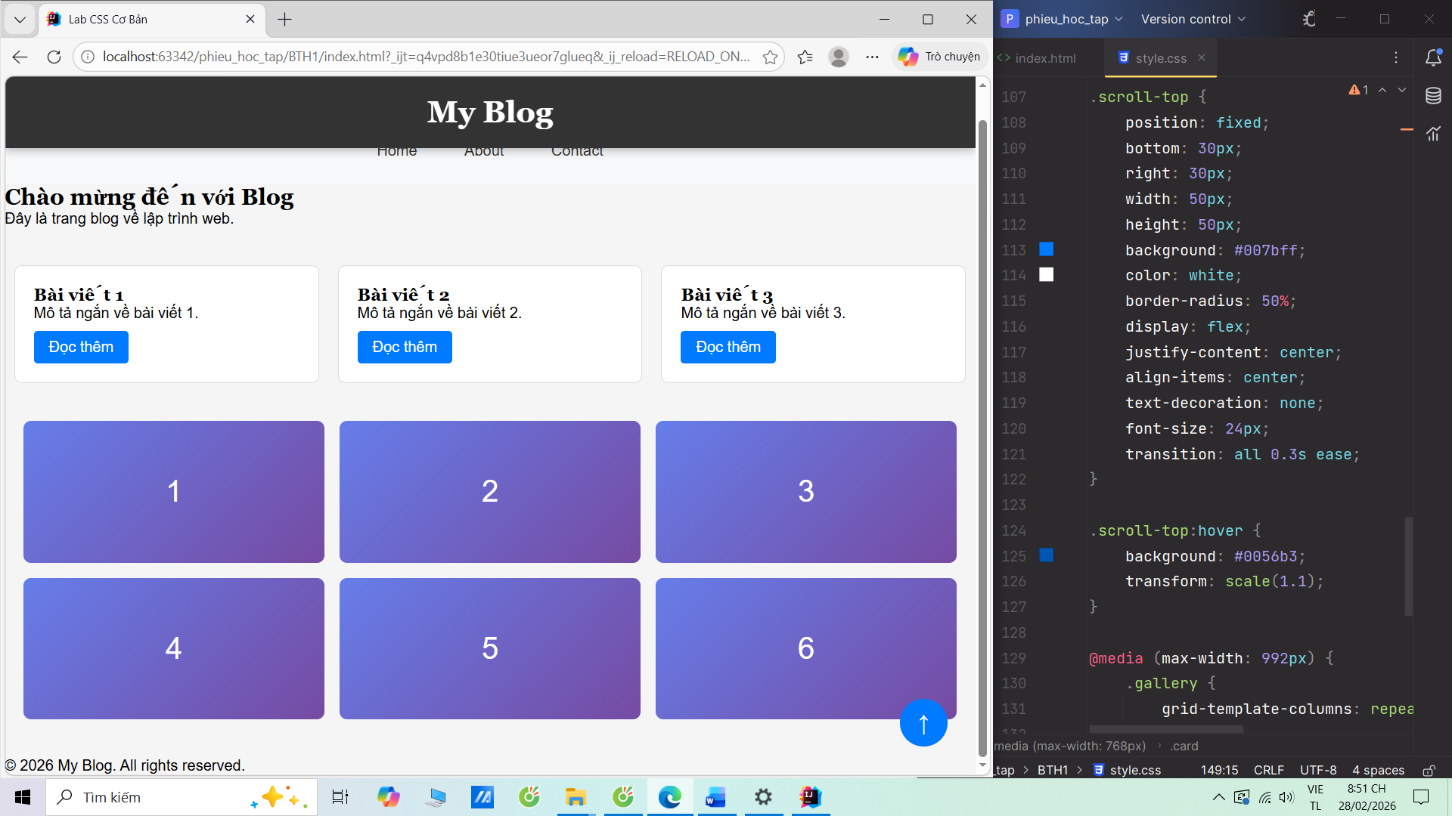 Lab CSS Cơ Bản
localhost:63342/phieu_hoc_tap/BTH1/index.html?_ijt=q4vpd8b1e30tiue3ueor7glueq&_ij_reload=RELOAD_ON...
Trò chuyện
My Blog
Home About Contact
Chào mừng đến với Blog
Đây là trang blog về lập trình web.
Bài viết 1
Mô tả ngắn về bài viết 1.
Đọc thêm
Bài viết 2
Mô tả ngắn về bài viết 2.
Đọc thêm
Bài viết 3
Mô tả ngắn về bài viết 3.
Đọc thêm
1 2 3
4 5 6
↑
© 2026 My Blog. All rights reserved.
P phieu_hoc_tap Version control
<> index.html style.css
1
107 .scroll-top {
108 position: fixed;
109 bottom: 30px;
110 right: 30px;
111 width: 50px;
112 height: 50px;
113 background: #007bff;
114 color: white;
115 border-radius: 50%;
116 display: flex;
117 justify-content: center;
118 align-items: center;
119 text-decoration: none;
120 font-size: 24px;
121 transition: all 0.3s ease;
122 }
123
124 .scroll-top:hover {
125 background: #0056b3;
126 transform: scale(1.1);
127 }
128
129 @media (max-width: 992px) {
130 .gallery {
131 grid-template-columns: repea
132
media (max-width: 768px) › .card
_tap › BTH1 › style.css 149:15 CRLF UTF-8 4 spaces
Tìm kiếm
VIE
TL
8:51 CH
28/02/2026